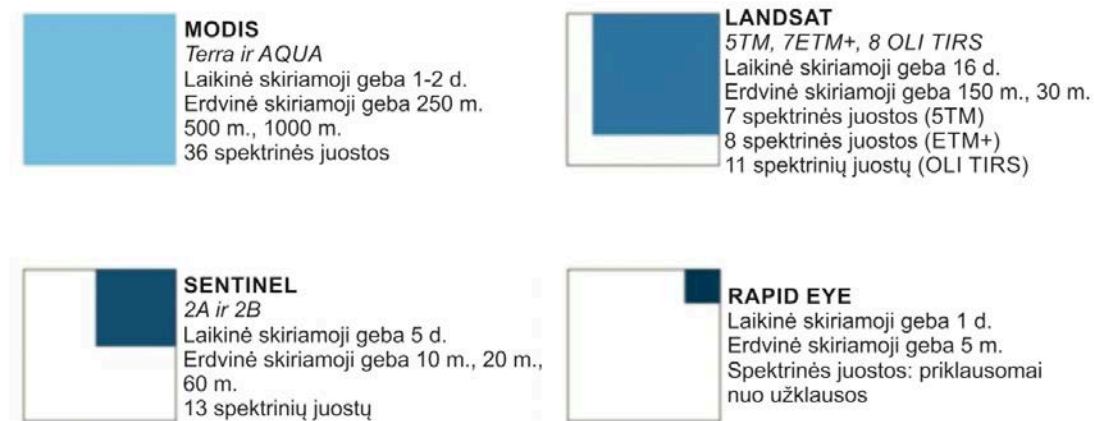 MODIS
Terra ir AQUA
Laikinė skiriamoji geba 1-2 d.
Erdvinė skiriamoji geba 250 m.
500 m., 1000 m.
36 spektrinės juostos
LANDSAT
5TM, 7ETM+, 8 OLI TIRS
Laikinė skiriamoji geba 16 d.
Erdvinė skiriamoji geba 150 m., 30 m.
7 spektrinės juostos (5TM)
8 spektrinės juostos (ETM+)
11 spektrinių juostų (OLI TIRS)
SENTINEL
2A ir 2B
Laikinė skiriamoji geba 5 d.
Erdvinė skiriamoji geba 10 m., 20 m.,
60 m.
13 spektrinių juostų
RAPID EYE
Laikinė skiriamoji geba 1 d.
Erdvinė skiriamoji geba 5 m.
Spektrinės juostos: priklausomai
nuo užklausos